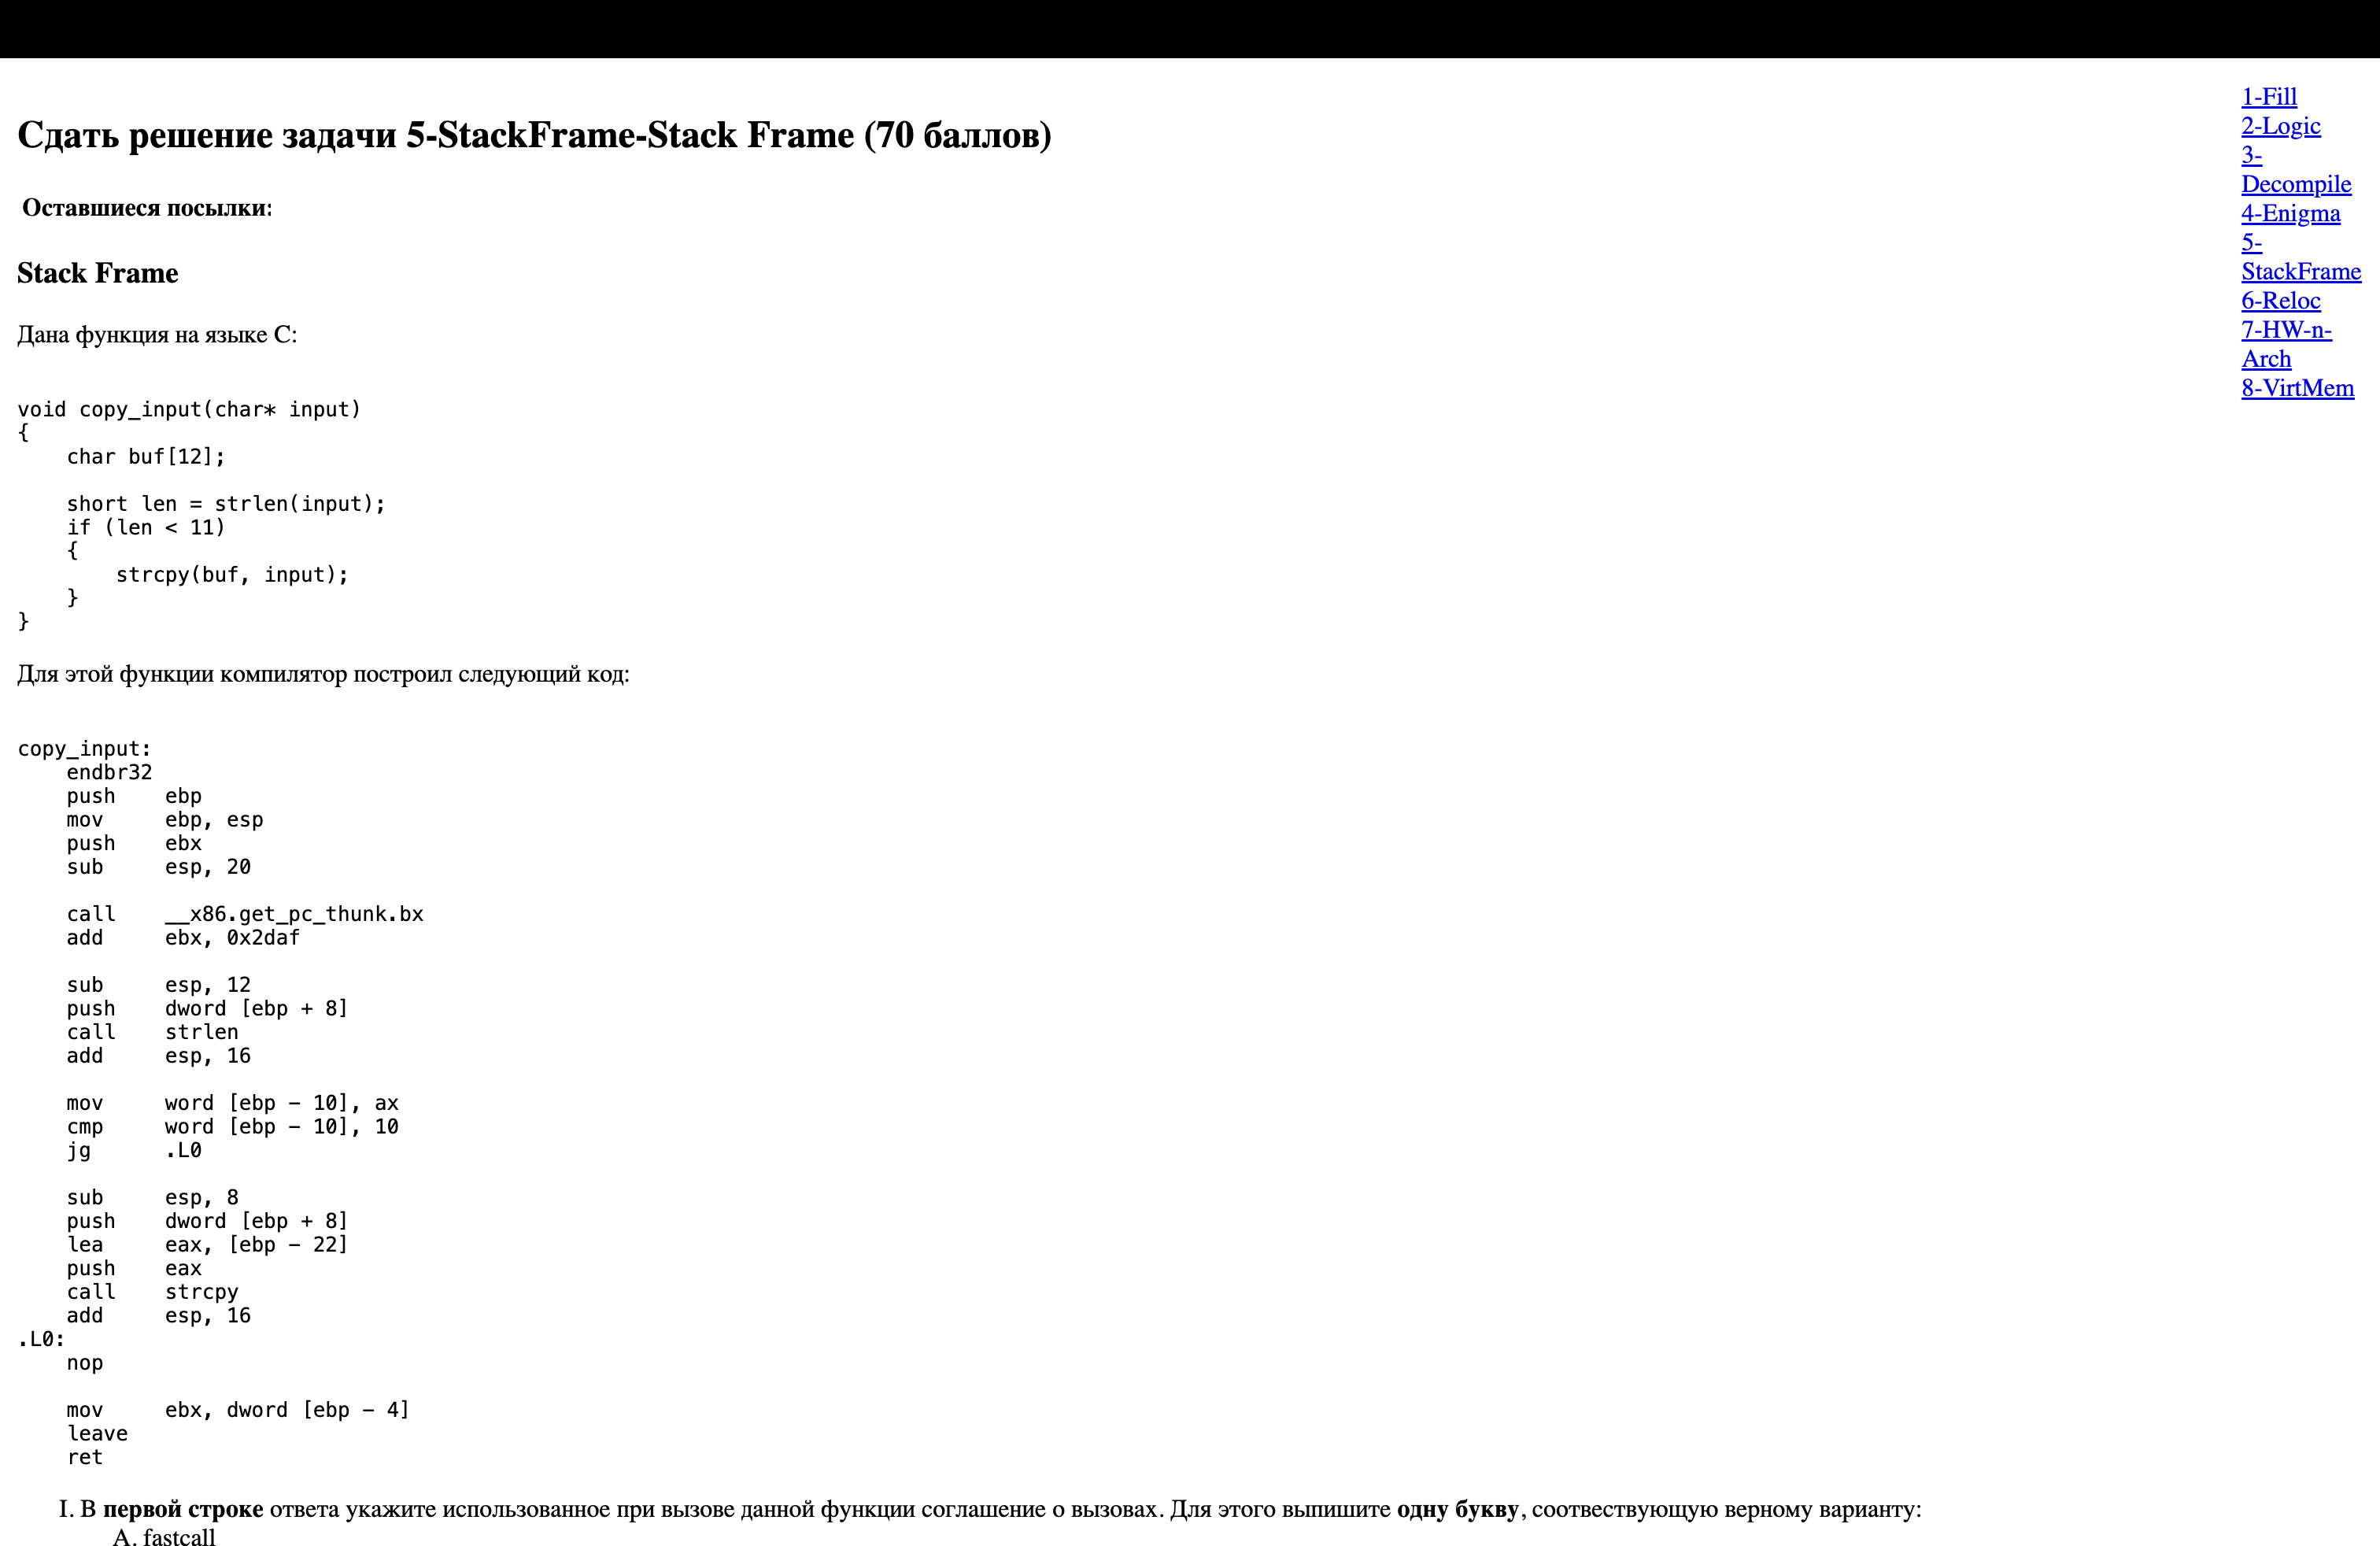 Сдать решение задачи 5-StackFrame-Stack Frame (70 баллов)
Оставшиеся посылки:
Stack Frame
Дана функция на языке C:
void copy_input(char* input)
{
    char buf[12];
    short len = strlen(input);
    if (len < 11)
    {
        strcpy(buf, input);
    }
}
Для этой функции компилятор построил следующий код:
copy_input:
    endbr32
    push    ebp
    mov     ebp, esp
    push    ebx
    sub     esp, 20
    call    __x86.get_pc_thunk.bx
    add     ebx, 0x2daf
    sub     esp, 12
    push    dword [ebp + 8]
    call    strlen
    add     esp, 16
    mov     word [ebp − 10], ax
    cmp     word [ebp − 10], 10
    jg      .L0
    sub     esp, 8
    push    dword [ebp + 8]
    lea     eax, [ebp − 22]
    push    eax
    call    strcpy
    add     esp, 16
.L0:
    nop
    mov     ebx, dword [ebp − 4]
    leave
    ret
I. В первой строке ответа укажите использованное при вызове данной функции соглашение о вызовах. Для этого выпишите одну букву, соотвествующую верному варианту:
A. fastcall
1-Fill
2-Logic
3-
Decompile
4-Enigma
5-
StackFrame
6-Reloc
7-HW-n-
Arch
8-VirtMem